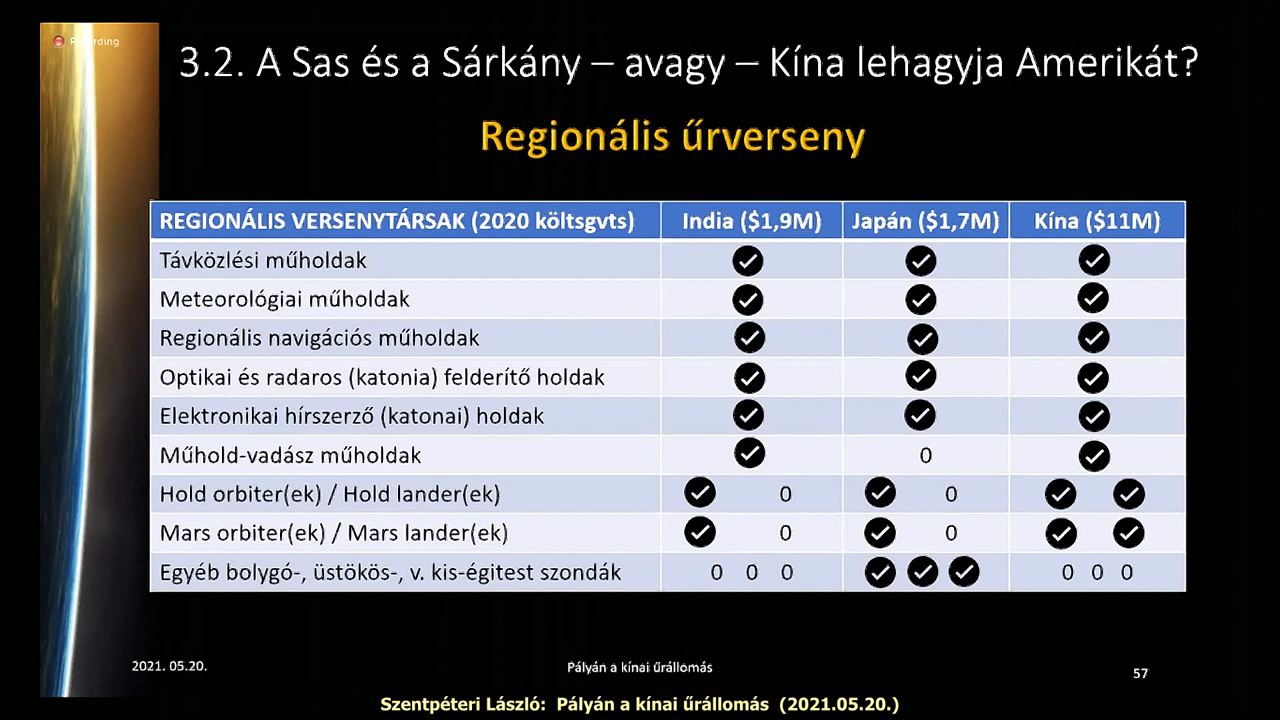 Recording
3.2. A Sas és a Sárkány – avagy – Kína lehagyja Amerikát?
Regionális űrverseny
REGIONÁLIS VERSENYTÁRSAK (2020 költsgvts) India ($1,9M) Japán ($1,7M) Kína ($11M)
Távközlési műholdak
Meteorológiai műholdak
Regionális navigációs műholdak
Optikai és radaros (katonia) felderítő holdak
Elektronikai hírszerző (katonai) holdak
Műhold-vadász műholdak 0
Hold orbiter(ek) / Hold lander(ek) 0 0
Mars orbiter(ek) / Mars lander(ek) 0 0
Egyéb bolygó-, üstökös-, v. kis-égitest szondák 0 0 0 0 0 0
2021. 05.20. Pályán a kínai űrállomás 57
Szentpéteri László: Pályán a kínai űrállomás (2021.05.20.)